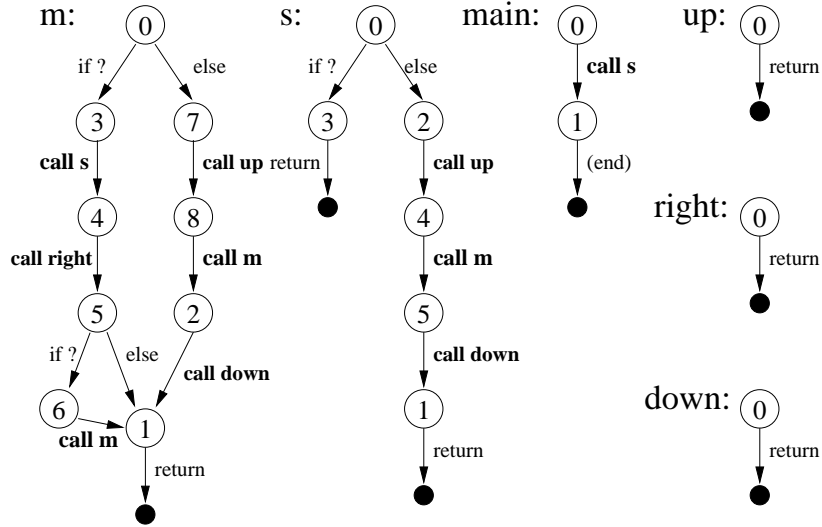 m:
0
if ?
else
3
7
call s
call up
4
8
call right
call m
5
2
if ?
else
call down
6
call m
1
return
s:
0
if ?
else
3
2
return
call up
4
call m
5
call down
1
return
main:
0
call s
1
(end)
up:
0
return
right:
0
return
down:
0
return